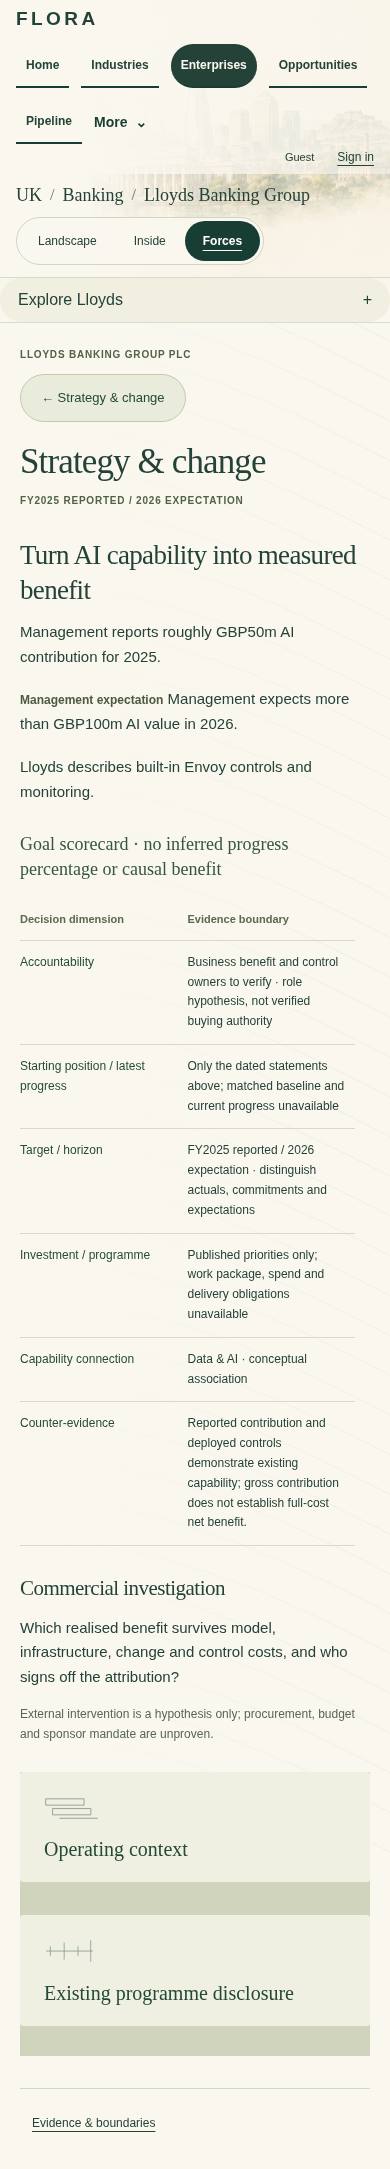 FLORA
Home Industries Enterprises Opportunities
Pipeline More
Guest Sign in
UK / Banking / Lloyds Banking Group
Landscape Inside Forces
Explore Lloyds +
LLOYDS BANKING GROUP PLC
← Strategy & change
Strategy & change
FY2025 REPORTED / 2026 EXPECTATION
Turn AI capability into measured
benefit
Management reports roughly GBP50m AI
contribution for 2025.
Management expectation Management expects more
than GBP100m AI value in 2026.
Lloyds describes built-in Envoy controls and
monitoring.
Goal scorecard · no inferred progress
percentage or causal benefit
Decision dimension Evidence boundary
Accountability Business benefit and control
owners to verify · role
hypothesis, not verified
buying authority
Starting position / latest Only the dated statements
progress above; matched baseline and
current progress unavailable
Target / horizon FY2025 reported / 2026
expectation · distinguish
actuals, commitments and
expectations
Investment / programme Published priorities only;
work package, spend and
delivery obligations
unavailable
Capability connection Data & AI · conceptual
association
Counter-evidence Reported contribution and
deployed controls
demonstrate existing
capability; gross contribution
does not establish full-cost
net benefit.
Commercial investigation
Which realised benefit survives model,
infrastructure, change and control costs, and who
signs off the attribution?
External intervention is a hypothesis only; procurement, budget
and sponsor mandate are unproven.
Operating context
Existing programme disclosure
Evidence & boundaries